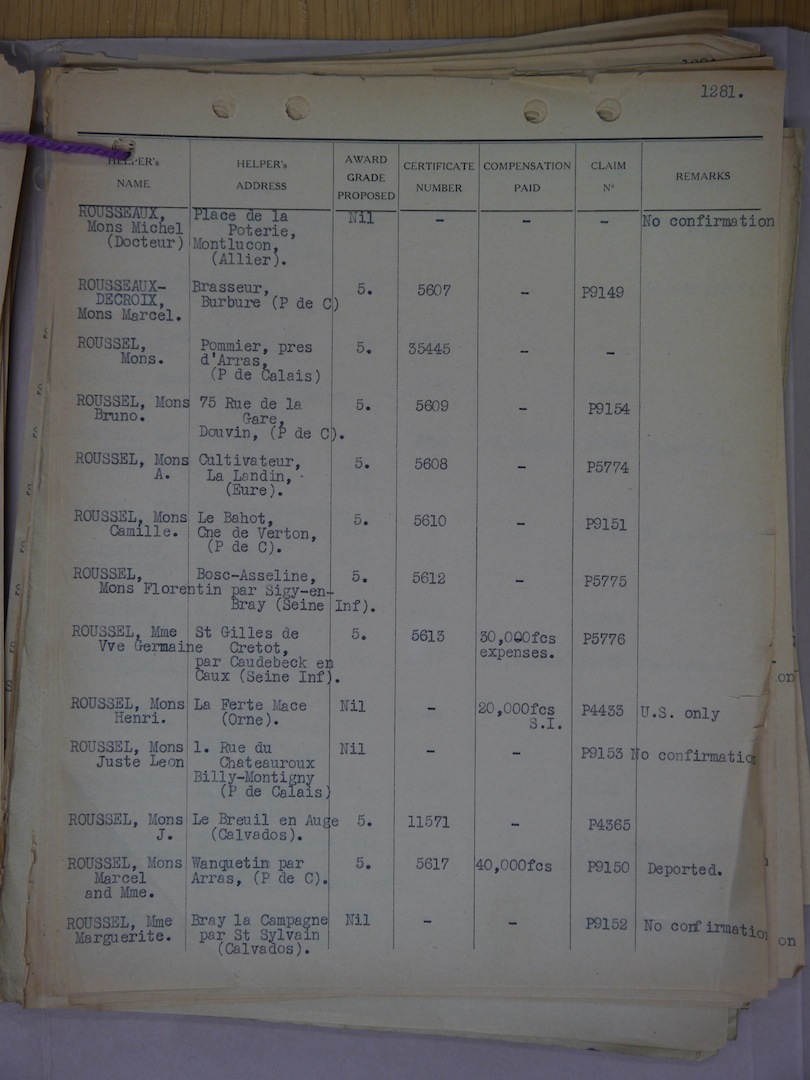 1281.
HELPER's NAME | HELPER's ADDRESS | AWARD GRADE PROPOSED | CERTIFICATE NUMBER | COMPENSATION PAID | CLAIM Nº | REMARKS
ROUSSEAUX, Place de la Nil - - - No confirmation
Mons Michel Poterie,
(Docteur) Montlucon,
(Allier).
ROUSSEAUX- Brasseur, 5. 5607 - P9149
DECROIX, Burbure (P de C)
Mons Marcel.
ROUSSEL, Pommier, pres 5. 35445 - -
Mons. d'Arras,
(P de Calais)
ROUSSEL, Mons 75 Rue de la 5. 5609 - P9154
Bruno. Gare,
Douvin, (P de C).
ROUSSEL, Mons Cultivateur, 5. 5608 - P5774
A. La Landin,
(Eure).
ROUSSEL, Mons Le Bahot, 5. 5610 - P9151
Camille. Cne de Verton,
(P de C).
ROUSSEL, Bosc-Asseline, 5. 5612 - P5775
Mons Florentin par Sigy-en-
Bray (Seine Inf).
ROUSSEL, Mme St Gilles de 5. 5613 30,000fcs P5776
Vve Germaine Cretot, expenses.
par Caudebeck en
Caux (Seine Inf).
ROUSSEL, Mons La Ferte Mace Nil - 20,000fcs P4433 U.S. only
Henri. (Orne). S.I.
ROUSSEL, Mons 1. Rue du Nil - - P9153 No confirmatio
Juste Leon Chateauroux
Billy-Montigny
(P de Calais)
ROUSSEL, Mons Le Breuil en Auge 5. 11571 - P4365
J. (Calvados).
ROUSSEL, Mons Wanquetin par 5. 5617 40,000fcs P9150 Deported.
Marcel Arras, (P de C).
and Mme.
ROUSSEL, Mme Bray la Campagne Nil - - P9152 No confirmatio
Marguerite. par St Sylvain
(Calvados).
on
on